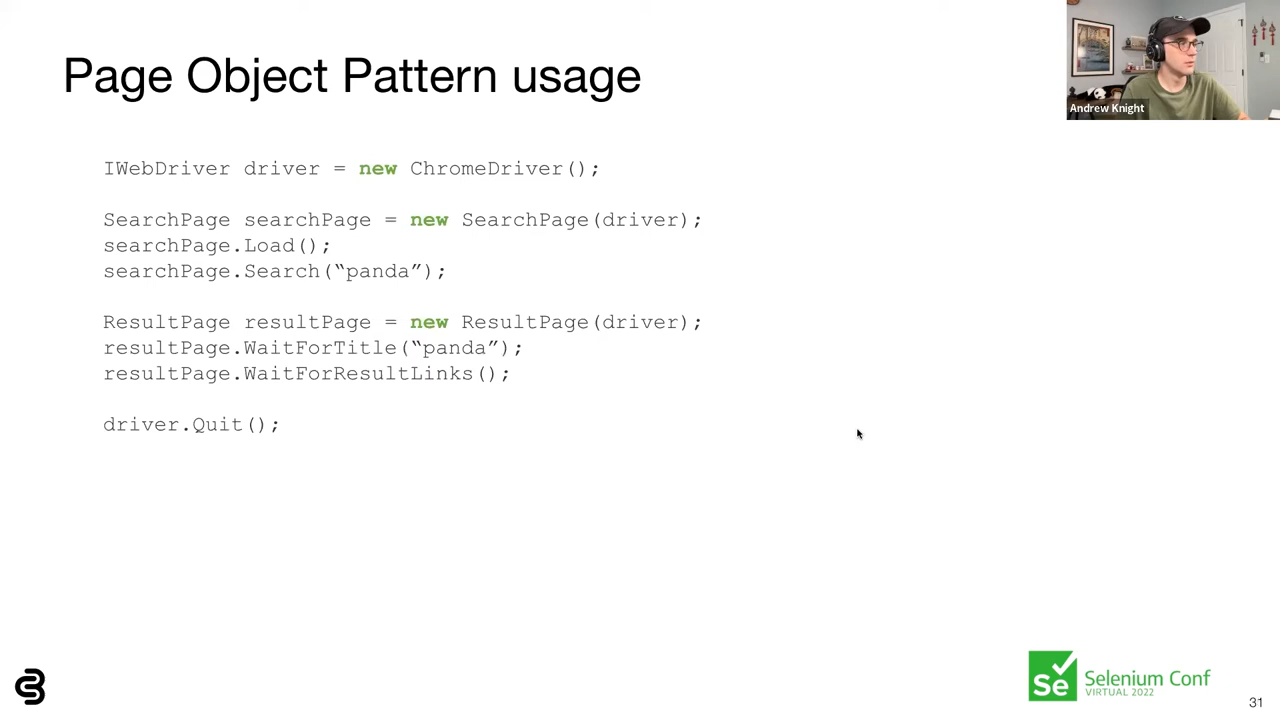 Page Object Pattern usage
Andrew Knight
IWebDriver driver = new ChromeDriver();
SearchPage searchPage = new SearchPage(driver);
searchPage.Load();
searchPage.Search(“panda”);
ResultPage resultPage = new ResultPage(driver);
resultPage.WaitForTitle(“panda”);
resultPage.WaitForResultLinks();
driver.Quit();
Se
Selenium Conf
VIRTUAL 2022
31